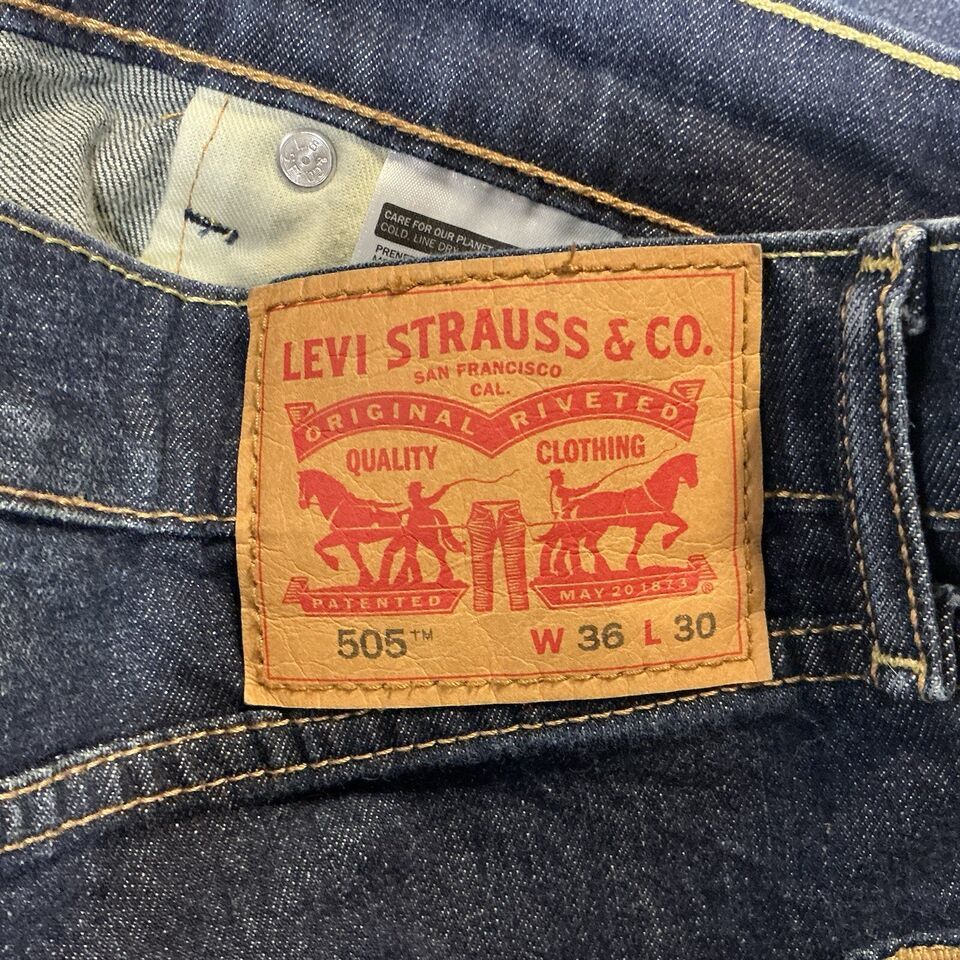 CARE FOR OUR PLANET
COLD, LINE
LEVI STRAUSS & CO.
SAN FRANCISCO
CAL.
ORIGINAL RIVETED
QUALITY CLOTHING
PATENTED MAY 20 1873 ®
505™ W 36 L 30